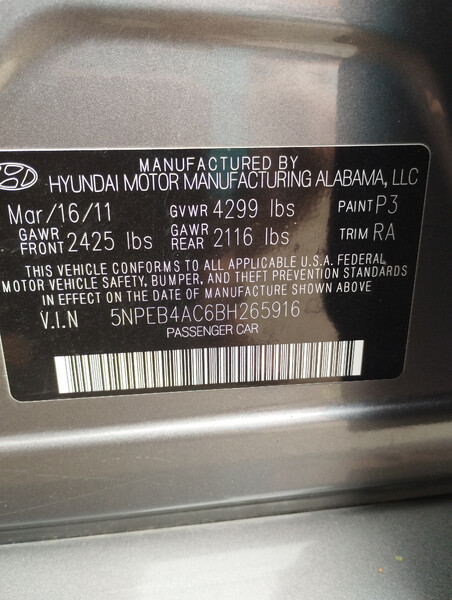 MANUFACTURED BY
HYUNDAI MOTOR MANUFACTURING ALABAMA, LLC
Mar/16/11 GVWR 4299 lbs PAINT P3
GAWR FRONT 2425 lbs GAWR REAR 2116 lbs TRIM RA
THIS VEHICLE CONFORMS TO ALL APPLICABLE U.S.A. FEDERAL
MOTOR VEHICLE SAFETY, BUMPER, AND THEFT PREVENTION STANDARDS
IN EFFECT ON THE DATE OF MANUFACTURE SHOWN ABOVE
V.I.N 5NPEB4AC6BH265916
PASSENGER CAR